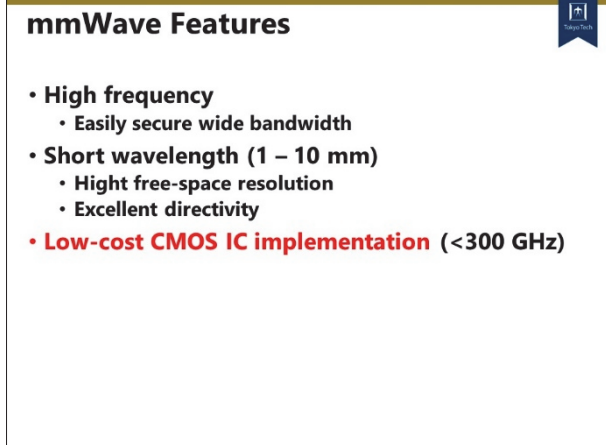 mmWave Features
Tokyo Tech
• High frequency
• Easily secure wide bandwidth
• Short wavelength (1 – 10 mm)
• Hight free-space resolution
• Excellent directivity
• Low-cost CMOS IC implementation (<300 GHz)